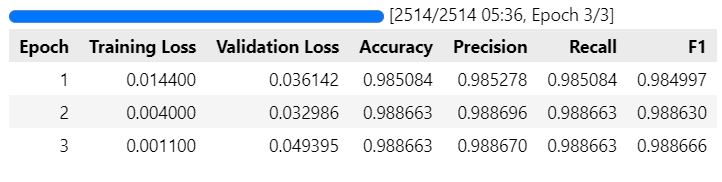 [2514/2514 05:36, Epoch 3/3]
Epoch Training Loss Validation Loss Accuracy Precision Recall F1
1 0.014400 0.036142 0.985084 0.985278 0.985084 0.984997
2 0.004000 0.032986 0.988663 0.988696 0.988663 0.988630
3 0.001100 0.049395 0.988663 0.988670 0.988663 0.988666